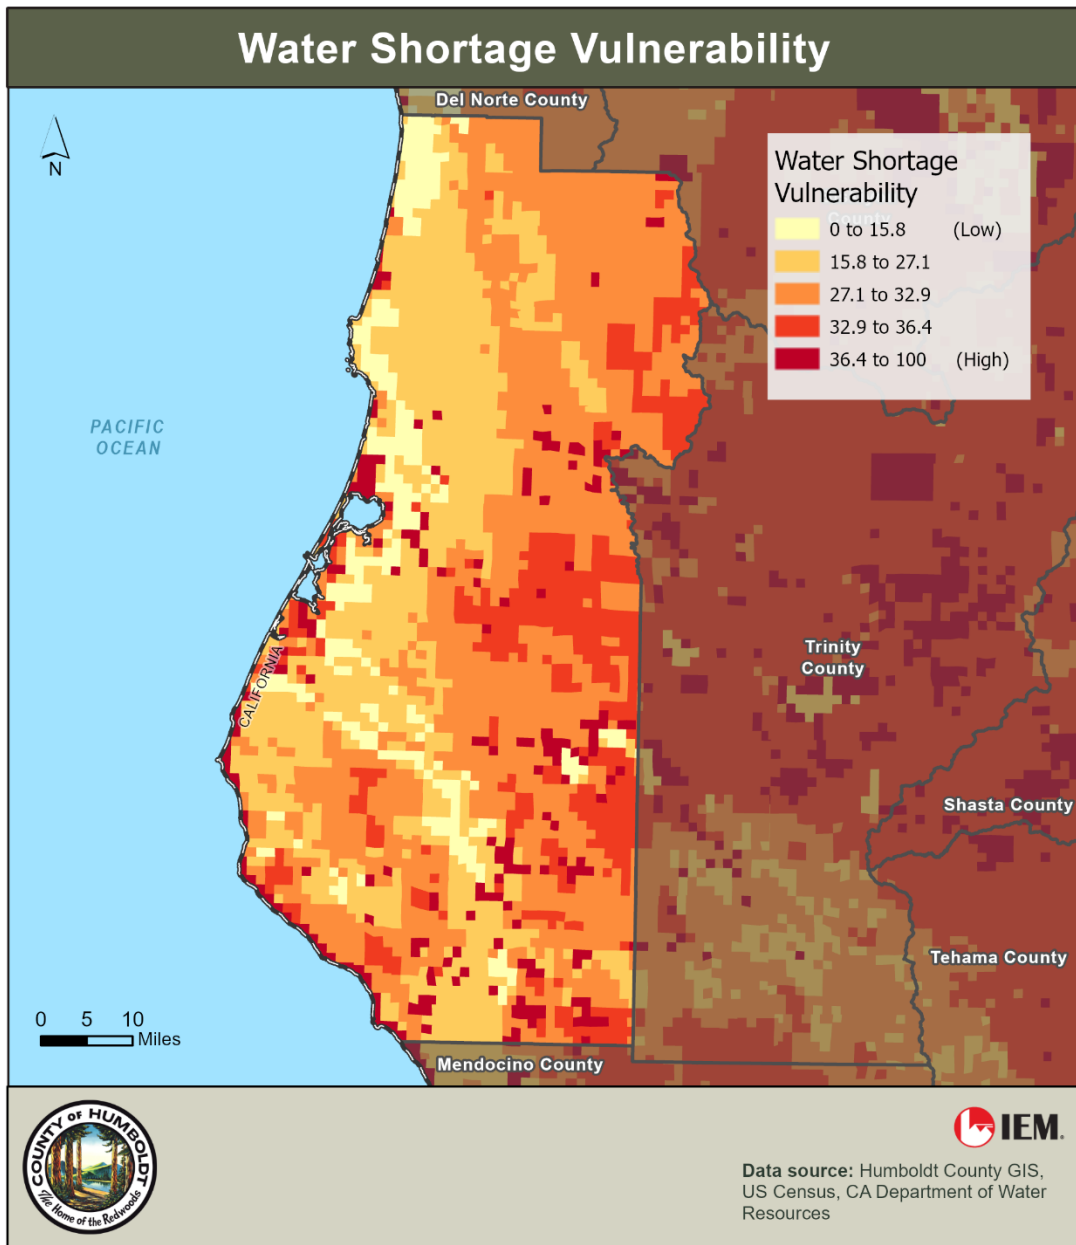 Water Shortage Vulnerability
Del Norte County
N
Water Shortage
Vulnerability
County
0 to 15.8 (Low)
15.8 to 27.1
27.1 to 32.9
32.9 to 36.4
36.4 to 100 (High)
PACIFIC
OCEAN
CALIFORNIA
Trinity
County
Shasta County
Tehama County
0 5 10
Miles
Mendocino County
COUNTY OF HUMBOLDT
The Home of the Redwoods
IEM.
Data source: Humboldt County GIS,
US Census, CA Department of Water
Resources